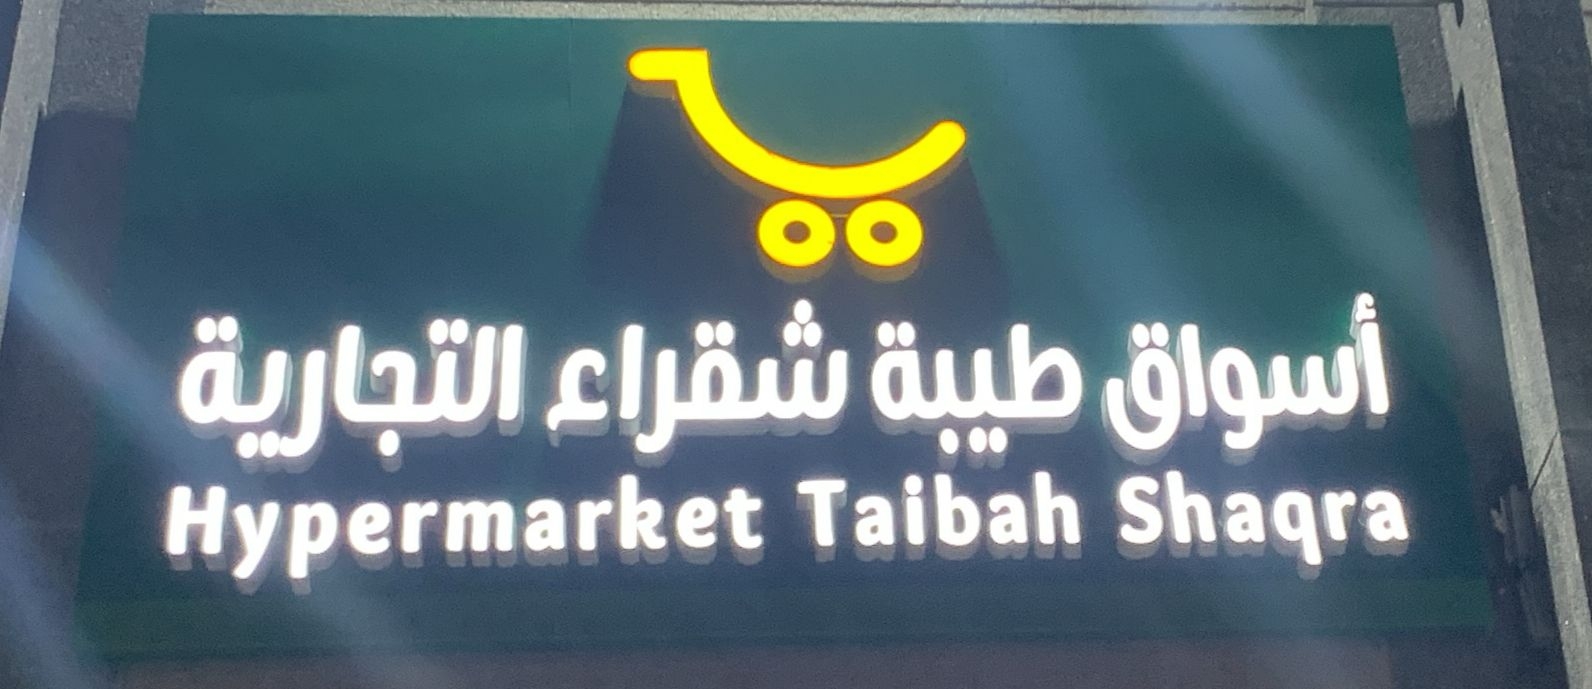 أسواق طيبة شقراء التجارية
Hypermarket Taibah Shaqra